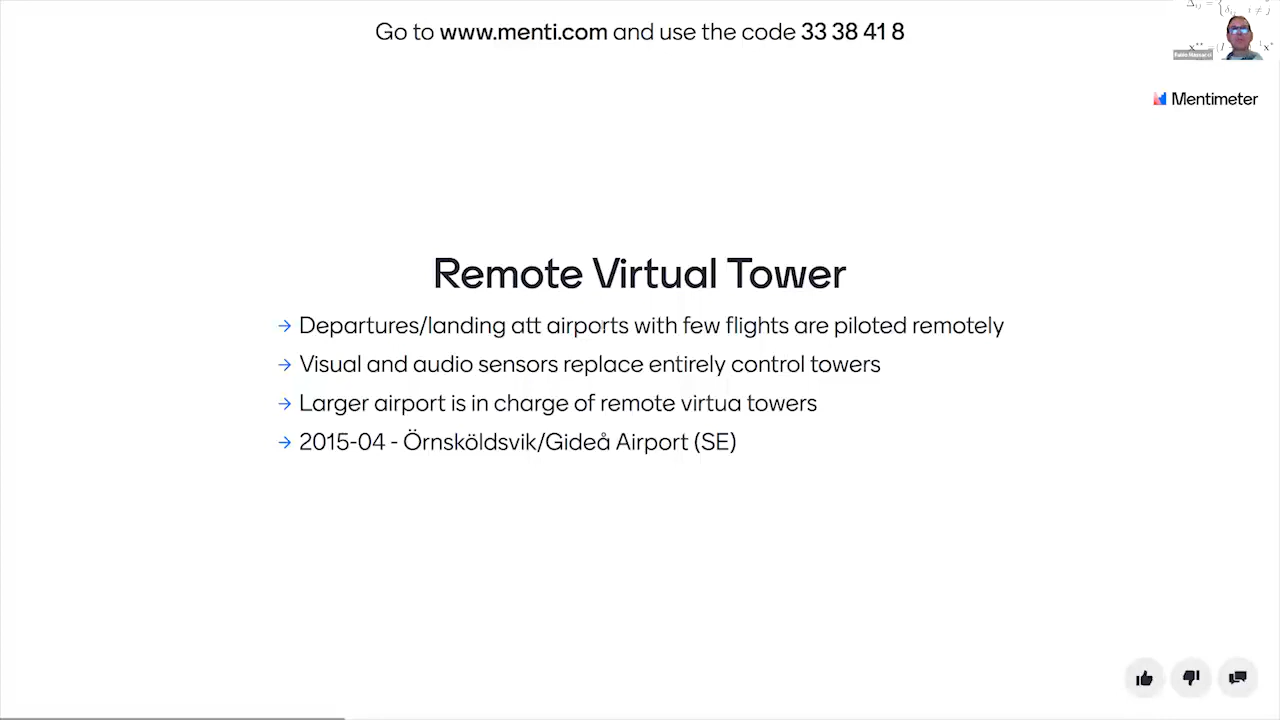 Go to www.menti.com and use the code 33 38 41 8
Mentimeter
Remote Virtual Tower
→ Departures/landing att airports with few flights are piloted remotely
→ Visual and audio sensors replace entirely control towers
→ Larger airport is in charge of remote virtua towers
→ 2015-04 - Örnsköldsvik/Gideå Airport (SE)